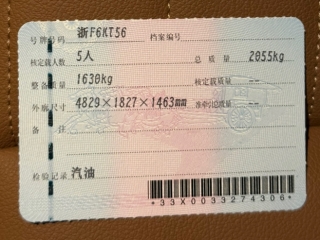 号牌号码 浙F6KT56 档案编号
核定载人数 5人 总质量 2055kg
整备质量 1630kg 核定载质量 --
外廓尺寸 4829×1827×1463mm 准牵引总质量 --
备注
检验记录 汽油
*33X0033274306*